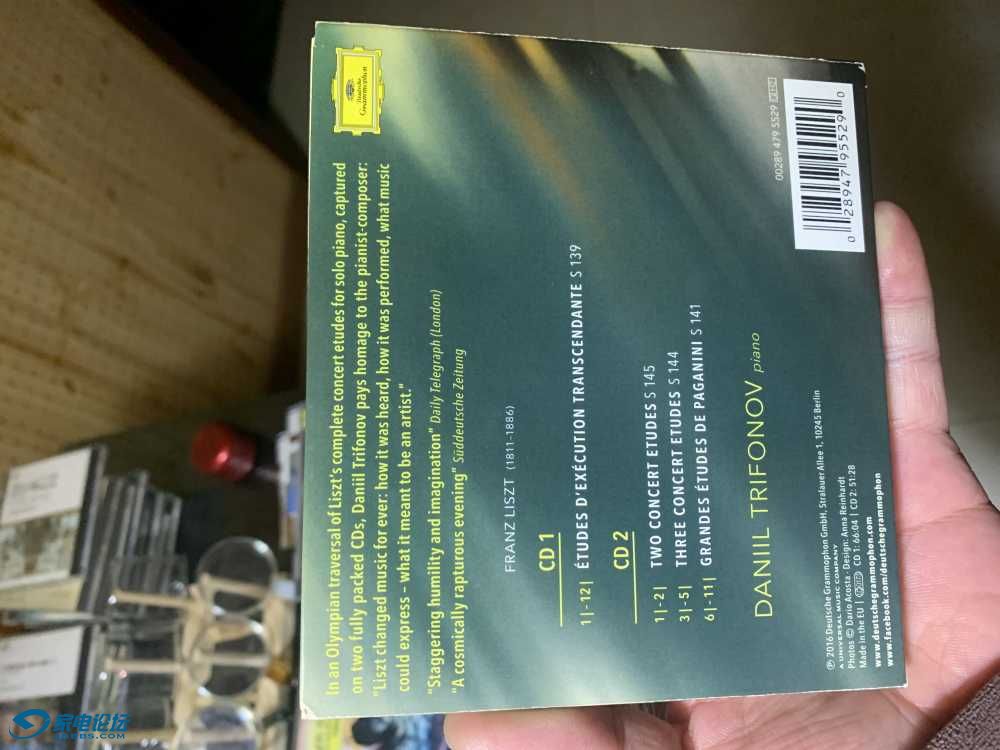 Deutsche
Grammophon
In an Olympian traversal of Liszt's complete concert etudes for solo piano, captured
on two fully packed CDs, Daniil Trifonov pays homage to the pianist-composer:
"Liszt changed music for ever: how it was heard, how it was performed, what music
could express – what it meant to be an artist."
"Staggering humility and imagination" Daily Telegraph (London)
"A cosmically rapturous evening" Süddeutsche Zeitung
FRANZ LISZT (1811–1886)
CD 1
1|-12| ÉTUDES D'EXÉCUTION TRANSCENDANTE S 139
CD 2
1|-2| TWO CONCERT ETUDES S 145
3|-5| THREE CONCERT ETUDES S 144
6|-11| GRANDES ÉTUDES DE PAGANINI S 141
DANIIL TRIFONOV piano
00289 479 5529
0 28947 95529 0
℗ 2016 Deutsche Grammophon GmbH, Stralauer Allee 1, 10245 Berlin
A UNIVERSAL MUSIC COMPANY
Photos © Dario Acosta · Design: Anna Reinhardt
Made in the EU | CD 1: 66:04 | CD 2: 51:28
www.deutschegrammophon.com
www.facebook.com/deutschegrammophon
家电论坛